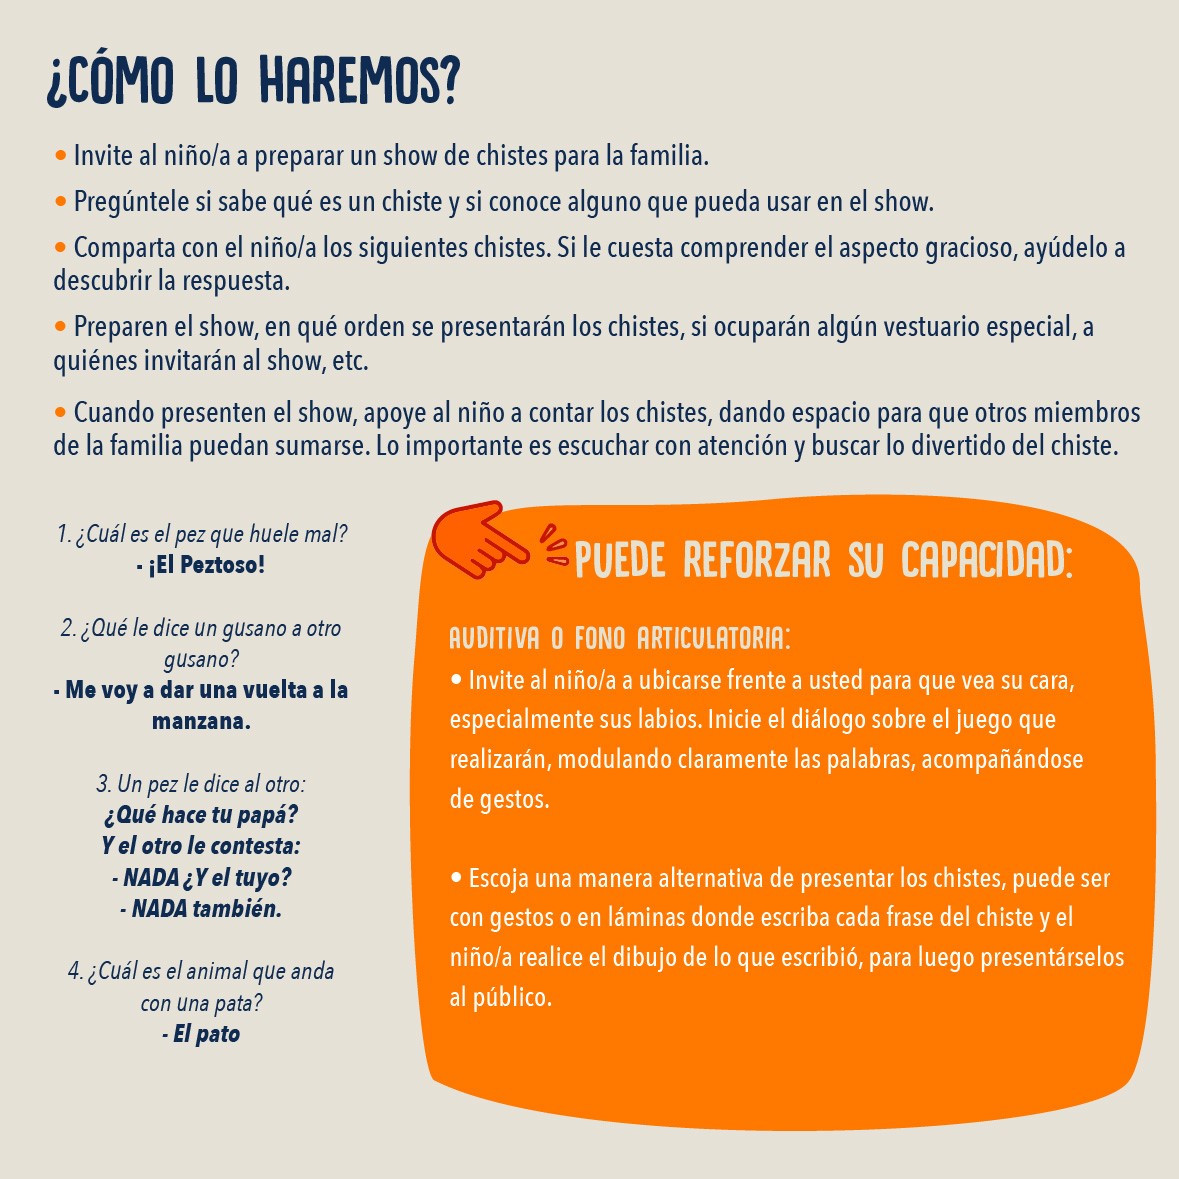 ¿CÓMO LO HAREMOS?
• Invite al niño/a a preparar un show de chistes para la familia.
• Pregúntele si sabe qué es un chiste y si conoce alguno que pueda usar en el show.
• Comparta con el niño/a los siguientes chistes. Si le cuesta comprender el aspecto gracioso, ayúdelo a
descubrir la respuesta.
• Preparen el show, en qué orden se presentarán los chistes, si ocuparán algún vestuario especial, a
quiénes invitarán al show, etc.
• Cuando presenten el show, apoye al niño a contar los chistes, dando espacio para que otros miembros
de la familia puedan sumarse. Lo importante es escuchar con atención y buscar lo divertido del chiste.
1. ¿Cuál es el pez que huele mal?
- ¡El Peztoso!
2. ¿Qué le dice un gusano a otro
gusano?
- Me voy a dar una vuelta a la
manzana.
3. Un pez le dice al otro:
¿Qué hace tu papá?
Y el otro le contesta:
- NADA ¿Y el tuyo?
- NADA también.
4. ¿Cuál es el animal que anda
con una pata?
- El pato
PUEDE REFORZAR SU CAPACIDAD:
AUDITIVA O FONO ARTICULATORIA:
• Invite al niño/a a ubicarse frente a usted para que vea su cara,
especialmente sus labios. Inicie el diálogo sobre el juego que
realizarán, modulando claramente las palabras, acompañándose
de gestos.
• Escoja una manera alternativa de presentar los chistes, puede ser
con gestos o en láminas donde escriba cada frase del chiste y el
niño/a realice el dibujo de lo que escribió, para luego presentárselos
al público.